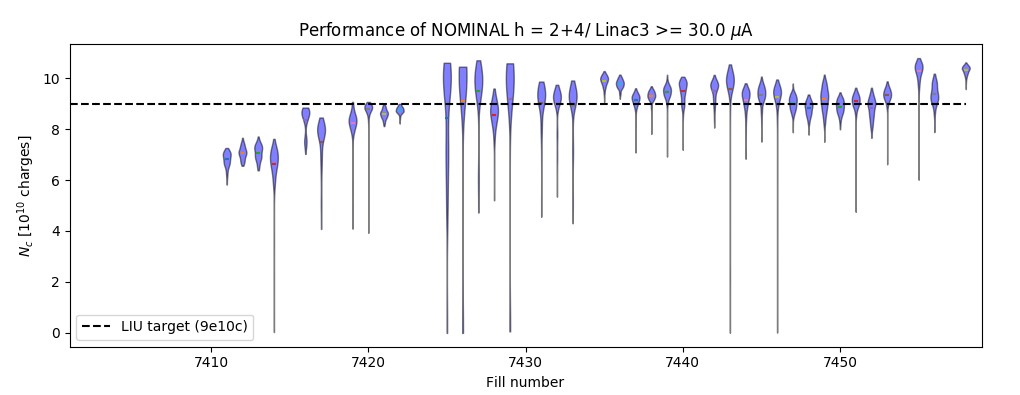 Performance of NOMINAL h = 2+4/ Linac3 >= 30.0 μA
N_c [10^10 charges]
10
8
6
4
2
0
LIU target (9e10c)
7410 7420 7430 7440 7450
Fill number